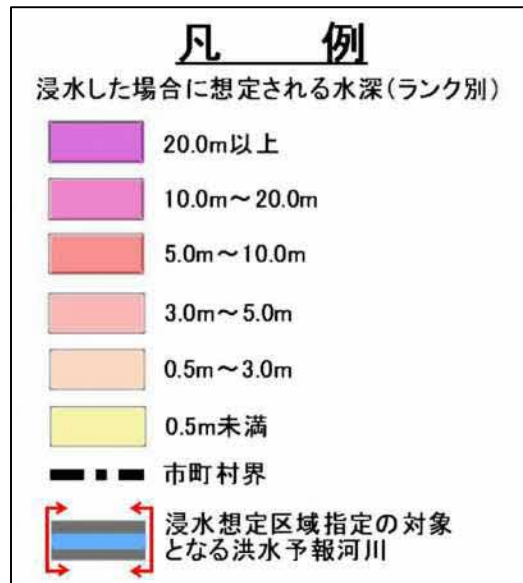 凡　例
浸水した場合に想定される水深(ランク別)
20.0m以上
10.0m～20.0m
5.0m～10.0m
3.0m～5.0m
0.5m～3.0m
0.5m未満
市町村界
浸水想定区域指定の対象
となる洪水予報河川